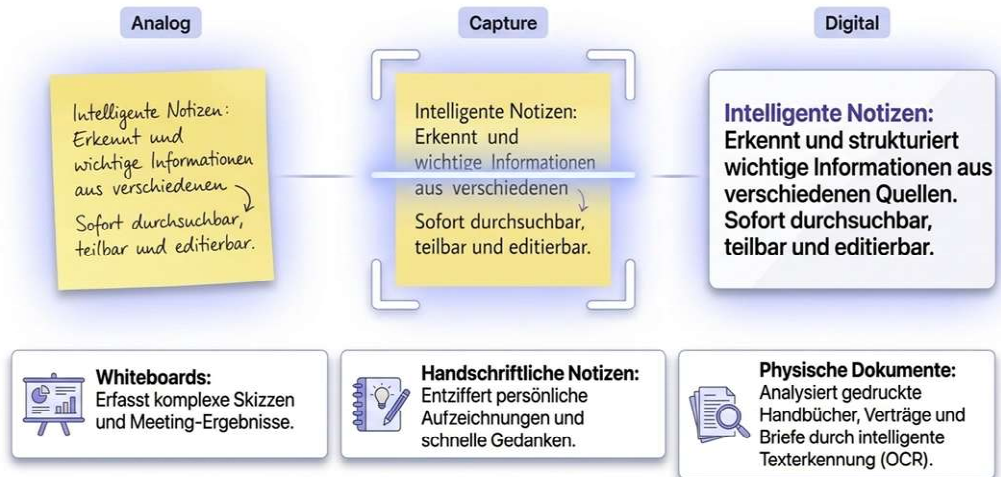 Analog
Capture
Digital
Intelligente Notizen:
Erkennt und
wichtige Informationen
aus verschiedenen
Sofort durchsuchbar,
teilbar und editierbar.
Intelligente Notizen:
Erkennt und
wichtige Informationen
aus verschiedenen
Sofort durchsuchbar,
teilbar und editierbar.
Intelligente Notizen:
Erkennt und strukturiert
wichtige Informationen aus
verschiedenen Quellen.
Sofort durchsuchbar,
teilbar und editierbar.
Whiteboards:
Erfasst komplexe Skizzen
und Meeting-Ergebnisse.
Handschriftliche Notizen:
Entziffert persönliche
Aufzeichnungen und
schnelle Gedanken.
Physische Dokumente:
Analysiert gedruckte
Handbücher, Verträge und
Briefe durch intelligente
Texterkennung (OCR).